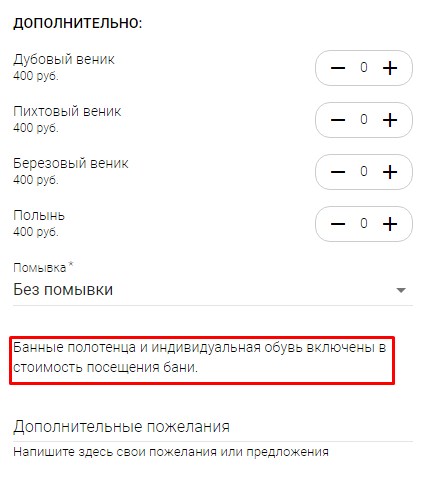 ДОПОЛНИТЕЛЬНО:
Дубовый веник
400 руб.
0
Пихтовый веник
400 руб.
0
Березовый веник
400 руб.
0
Полынь
400 руб.
0
Помывка*
Без помывки
Банные полотенца и индивидуальная обувь включены в
стоимость посещения бани.
Дополнительные пожелания
Напишите здесь свои пожелания или предложения